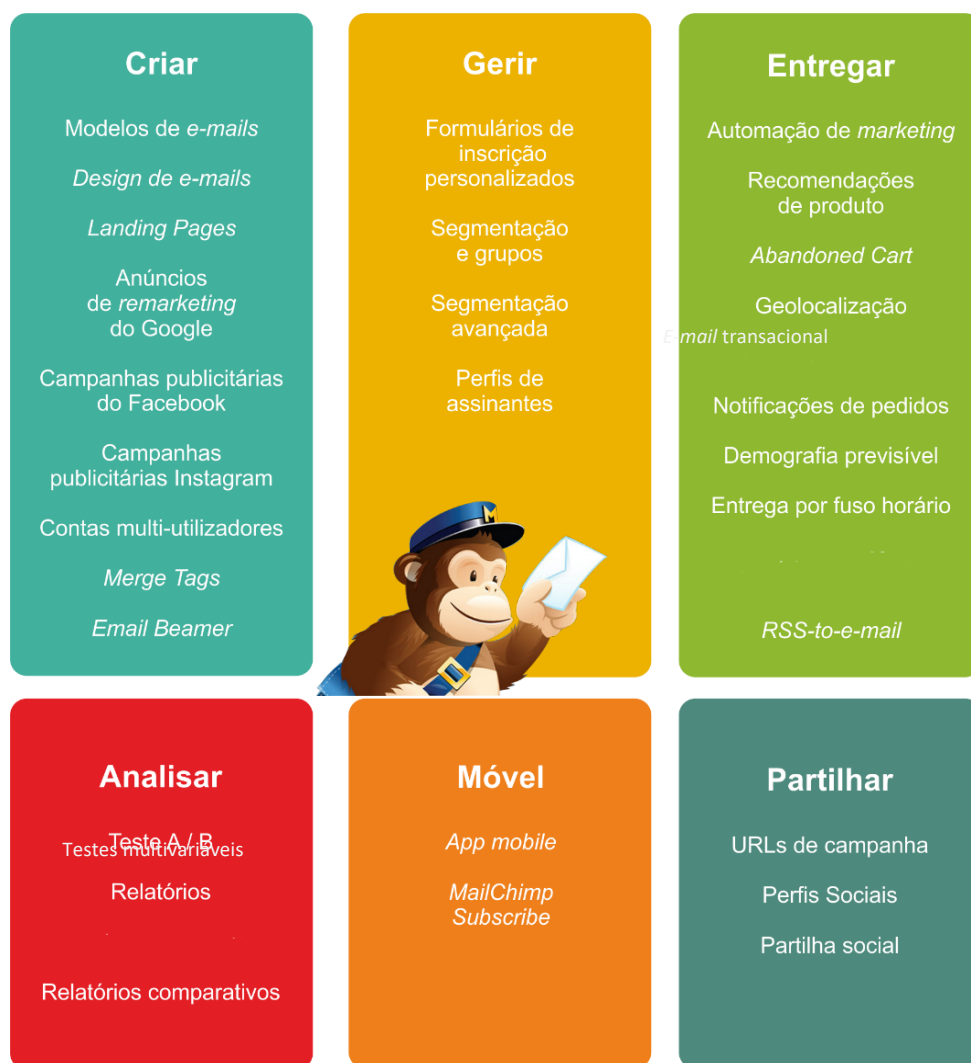 Criar
Modelos de e-mails
Design de e-mails
Landing Pages
Anúncios
de remarketing
do Google
Campanhas publicitárias
do Facebook
Campanhas
publicitárias Instagram
Contas multi-utilizadores
Merge Tags
Email Beamer
Gerir
Formulários de
inscrição
personalizados
Segmentação
e grupos
Segmentação
avançada
Perfis de
assinantes
M
Entregar
Automação de marketing
Recomendações
de produto
Abandoned Cart
Geolocalização
E-mail transacional
Notificações de pedidos
Demografia previsível
Entrega por fuso horário
RSS-to-e-mail
Analisar
Teste A / B
Testes multivariáveis
Relatórios
Relatórios comparativos
Móvel
App mobile
MailChimp
Subscribe
Partilhar
URLs de campanha
Perfis Sociais
Partilha social